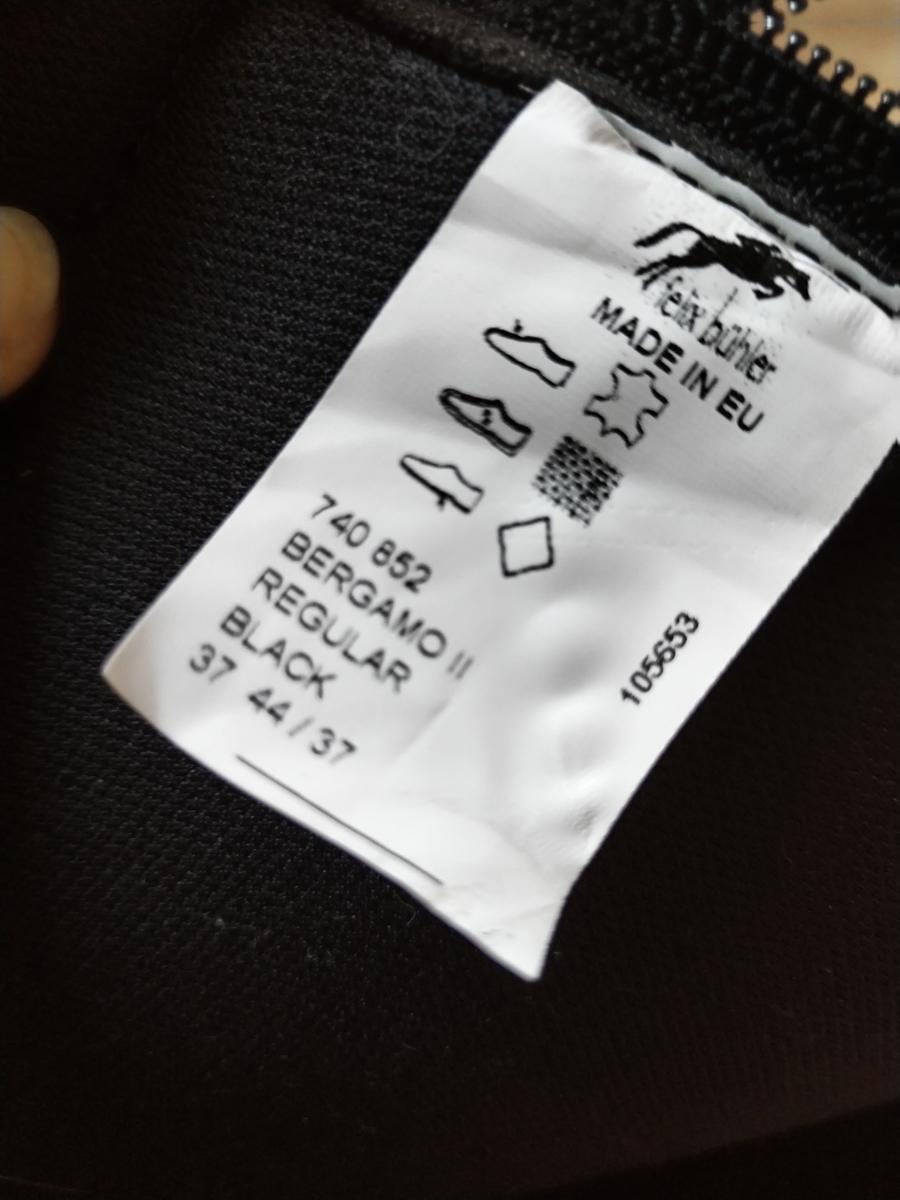 felix bühler
MADE IN EU
740 852
BERGAMO II
REGULAR
BLACK
37 44 / 37
105653